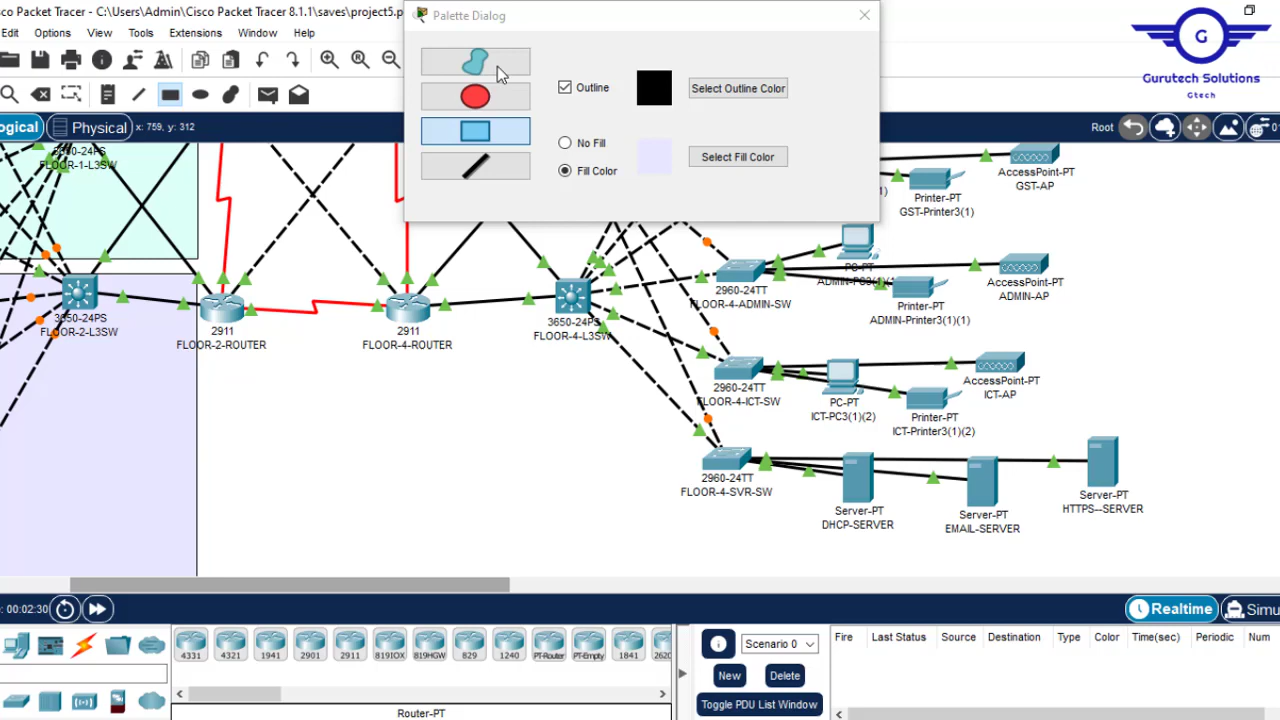 sco Packet Tracer - C:\Users\Admin\Cisco Packet Tracer 8.1.1\saves\project5.p
Palette Dialog
Edit Options View Tools Extensions Window Help
G
Gurutech Solutions
Gtech
Outline
Select Outline Color
No Fill
Fill Color
Select Fill Color
ogical
Physical
x: 759, y: 312
Root
FLOOR-1-L3SW
AccessPoint-PT
GST-AP
Printer-PT
GST-Printer3(1)
PC-PT
2960-24TT
FLOOR-4-ADMIN-SW
AccessPoint-PT
ADMIN-AP
Printer-PT
ADMIN-Printer3(1)(1)
3650-24PS
FLOOR-2-L3SW
2911
FLOOR-2-ROUTER
2911
FLOOR-4-ROUTER
3650-24PS
FLOOR-4-L3SW
2960-24TT
FLOOR-4-ICT-SW
PC-PT
ICT-PC3(1)(2)
AccessPoint-PT
ICT-AP
Printer-PT
ICT-Printer3(1)(2)
2960-24TT
FLOOR-4-SVR-SW
Server-PT
DHCP-SERVER
Server-PT
EMAIL-SERVER
Server-PT
HTTPS--SERVER
: 00:02:30
Realtime
Simu
4331 4321 1941 2901 2911 819IOX 819HGW 829 1240 PT-Router PT-Empty 1841 2620
Router-PT
Scenario 0
New
Delete
Toggle PDU List Window
Fire Last Status Source Destination Type Color Time(sec) Periodic Num